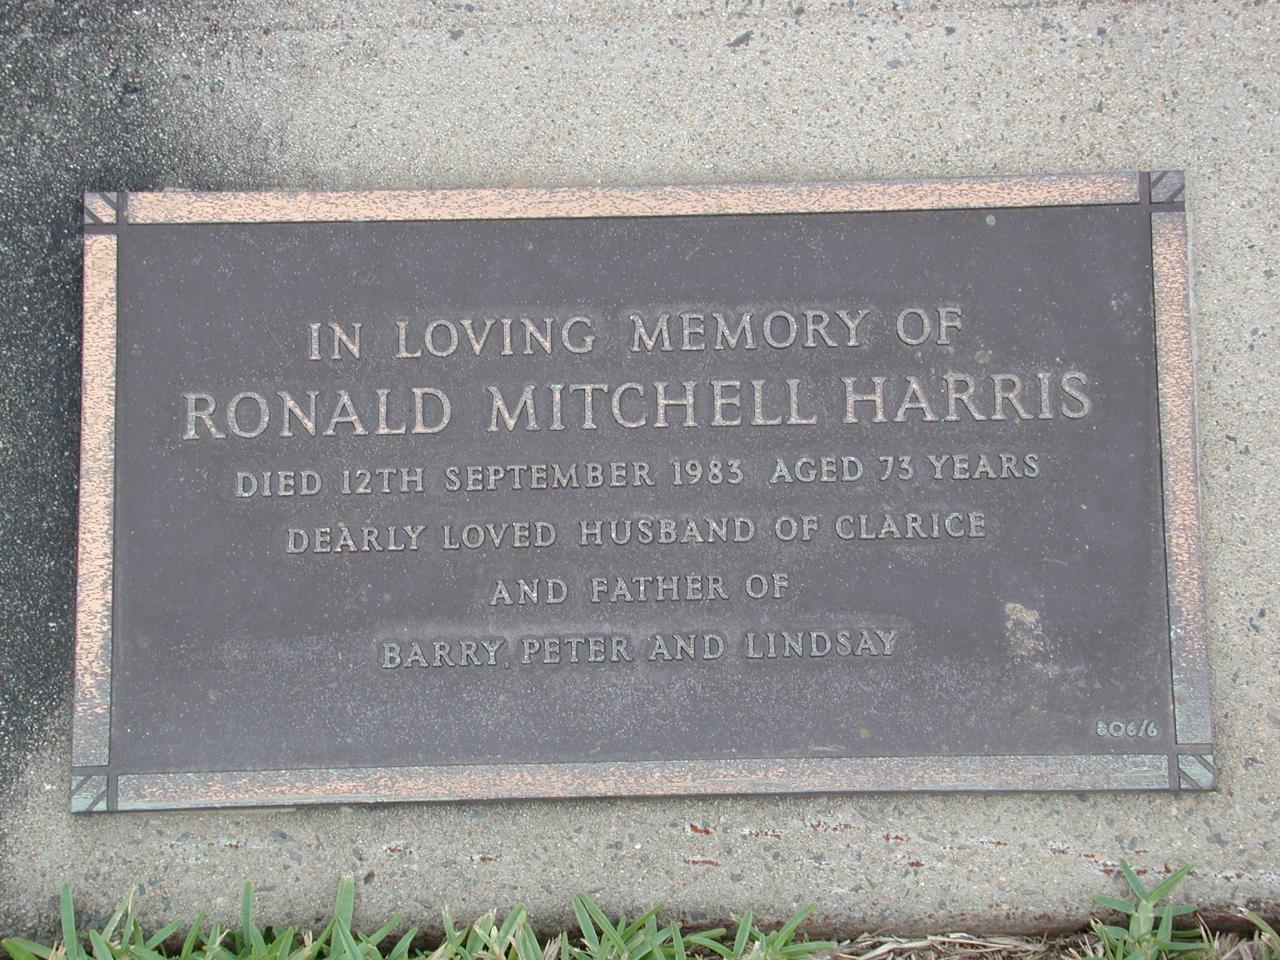 IN LOVING MEMORY OF
RONALD MITCHELL HARRIS
DIED 12TH SEPTEMBER 1983 AGED 73 YEARS
DEARLY LOVED HUSBAND OF CLARICE
AND FATHER OF
BARRY, PETER AND LINDSAY
806/6